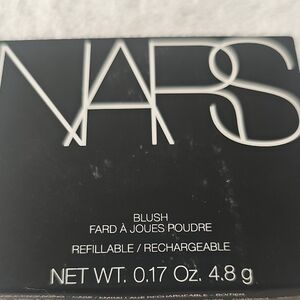 NARS
BLUSH
FARD À JOUES POUDRE
REFILLABLE / RECHARGEABLE
NET WT. 0.17 Oz. 4.8 g